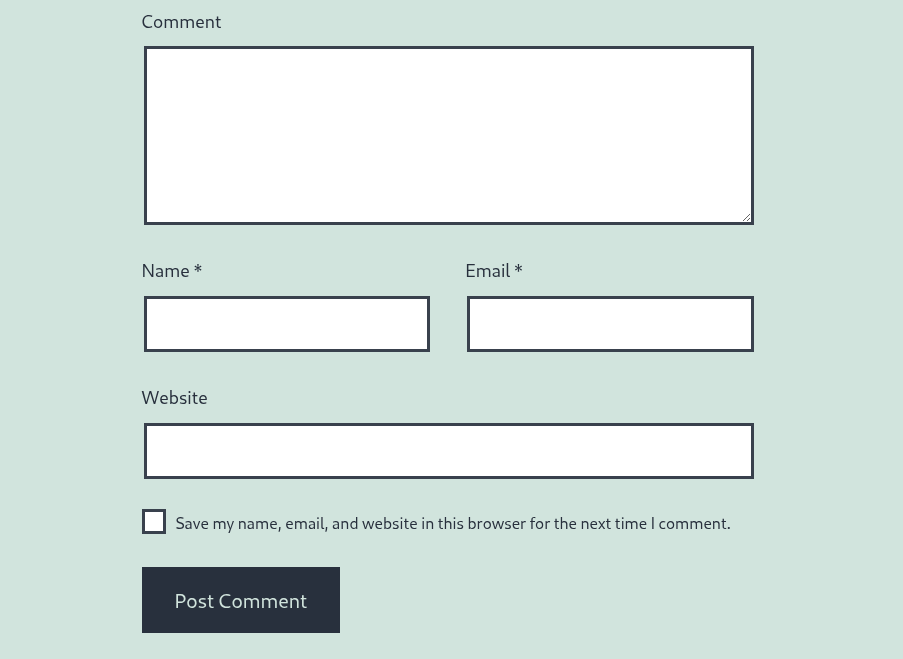 Comment
Name *
Email *
Website
Save my name, email, and website in this browser for the next time I comment.
Post Comment